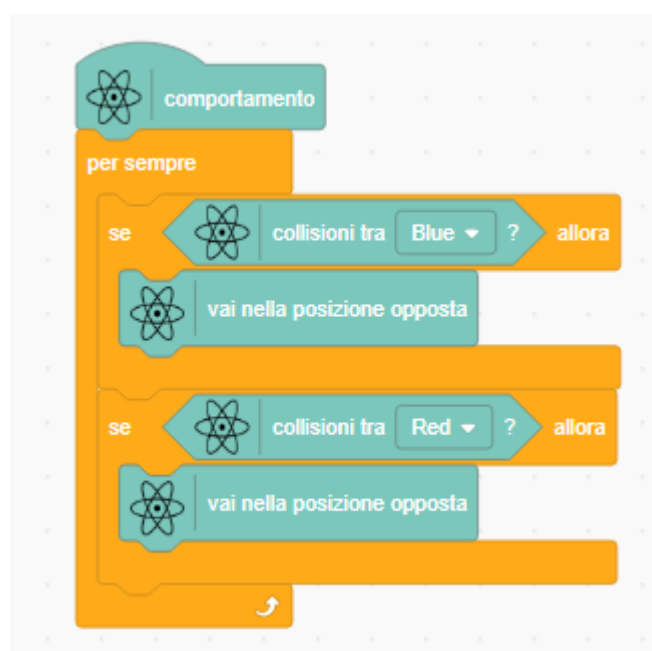 comportamento
per sempre
se collisioni tra Blue ? allora
vai nella posizione opposta
se collisioni tra Red ? allora
vai nella posizione opposta